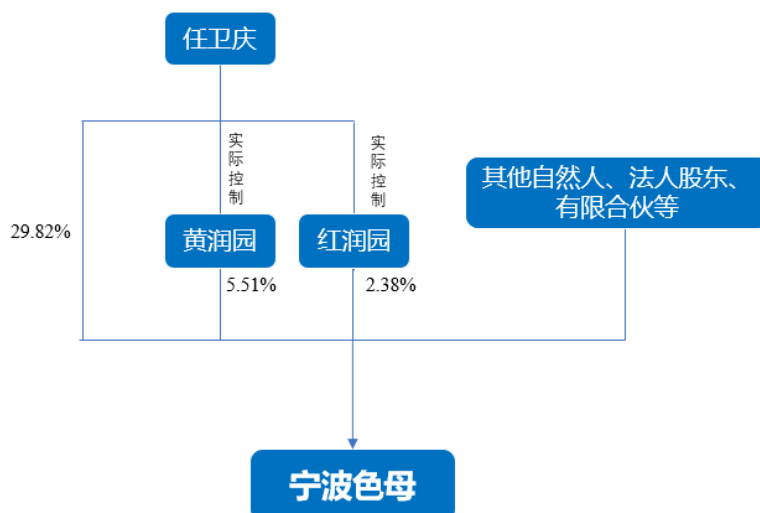 任卫庆
实际控制
实际控制
其他自然人、法人股东、
有限合伙等
29.82%
黄润园
红润园
5.51%
2.38%
宁波色母